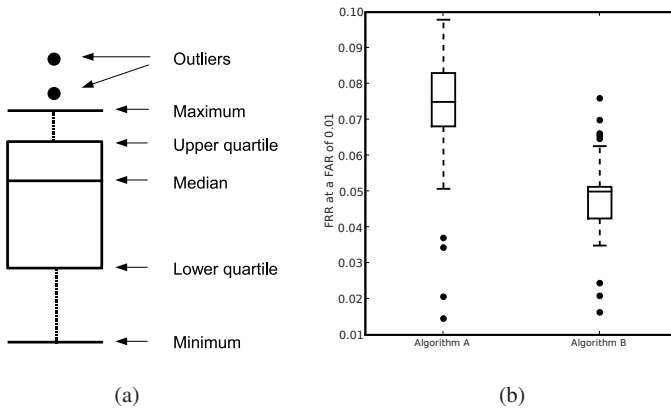 Outliers
Maximum
Upper quartile
Median
Lower quartile
Minimum
(a)
FRR at a FAR of 0.01
0.10
0.09
0.08
0.07
0.06
0.05
0.04
0.03
0.02
0.01
Algorithm A
Algorithm B
(b)